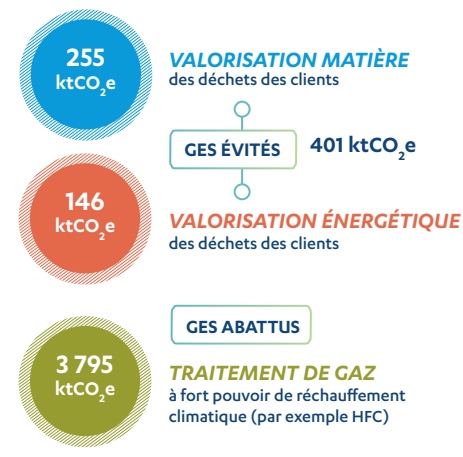 255
ktCO₂e
VALORISATION MATIÈRE
des déchets des clients
GES ÉVITÉS
401 ktCO₂e
146
ktCO₂e
VALORISATION ÉNERGÉTIQUE
des déchets des clients
GES ABATTUS
3 795
ktCO₂e
TRAITEMENT DE GAZ
à fort pouvoir de réchauffement
climatique (par exemple HFC)